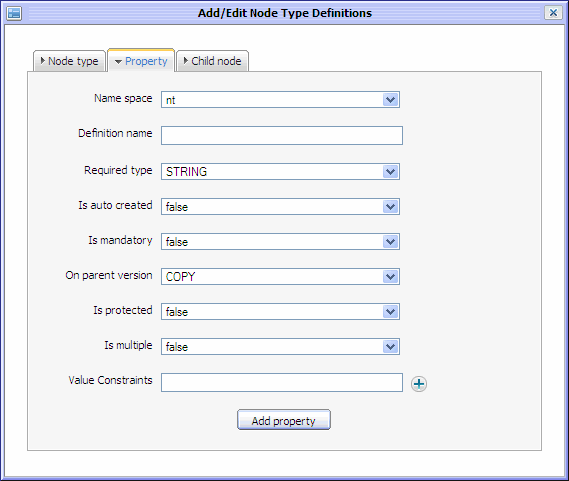 Add/Edit Node Type Definitions
Node type Property Child node
Name space nt
Definition name
Required type STRING
Is auto created false
Is mandatory false
On parent version COPY
Is protected false
Is multiple false
Value Constraints
Add property